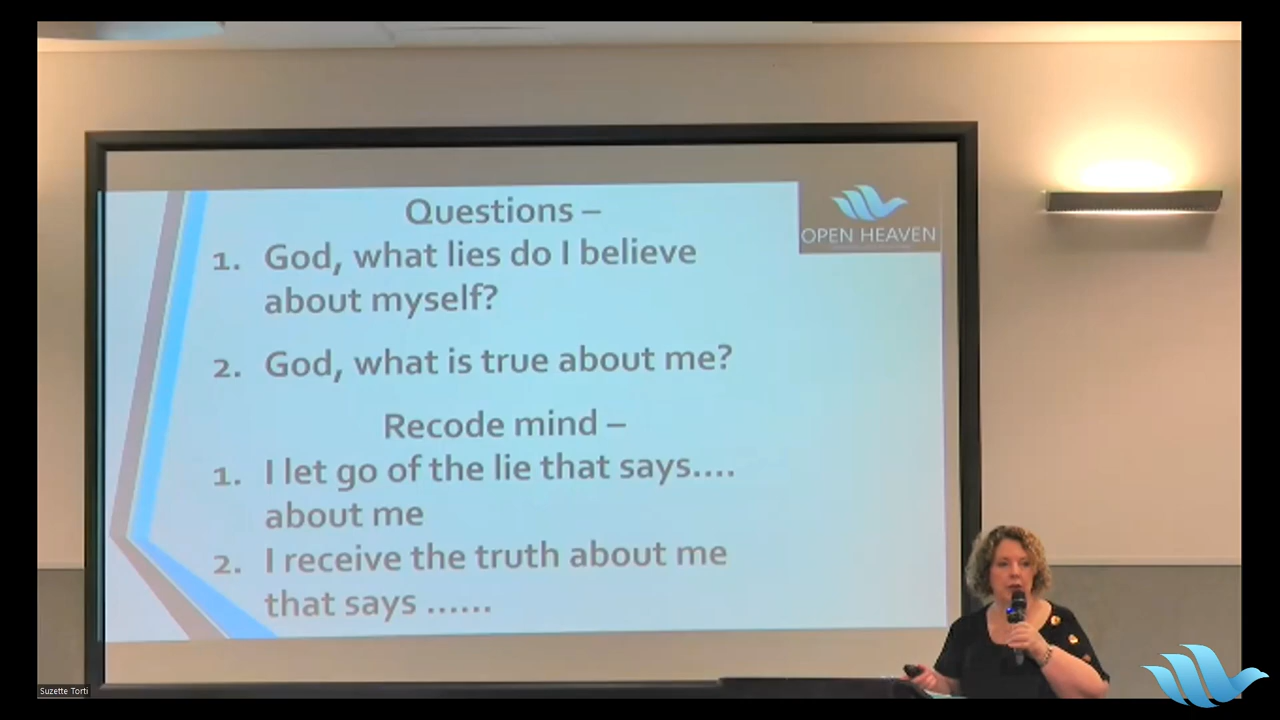 Questions –
OPEN HEAVEN
1. God, what lies do I believe
about myself?
2. God, what is true about me?
Recode mind –
1. I let go of the lie that says....
about me
2. I receive the truth about me
that says ......
Suzette Torti